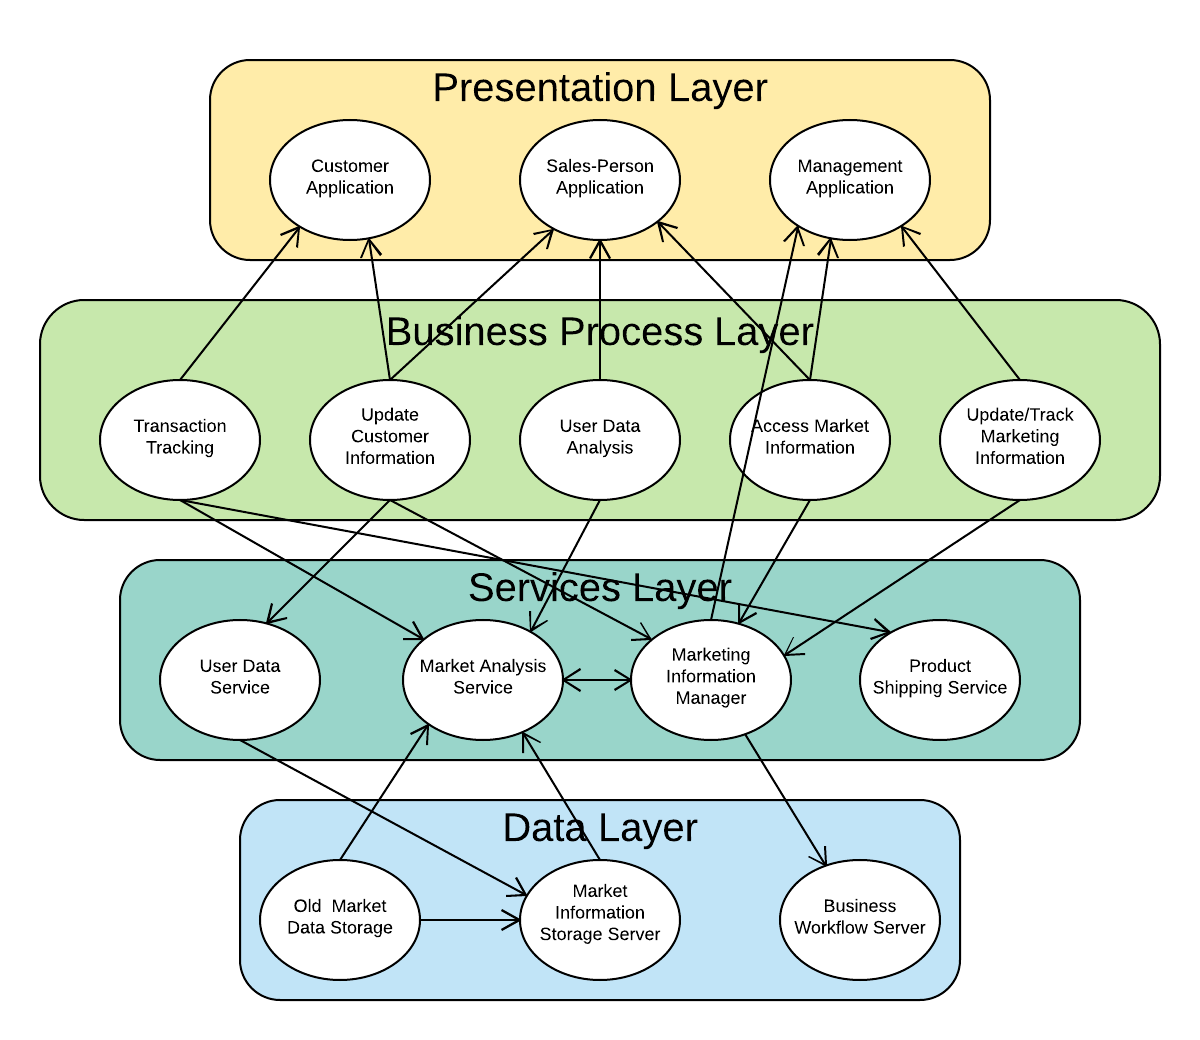 Presentation Layer
Customer
Application
Sales-Person
Application
Management
Application
Business Process Layer
Transaction
Tracking
Update
Customer
Information
User Data
Analysis
Access Market
Information
Update/Track
Marketing
Information
Services Layer
User Data
Service
Market Analysis
Service
Marketing
Information
Manager
Product
Shipping Service
Data Layer
Old Market
Data Storage
Market
Information
Storage Server
Business
Workflow Server